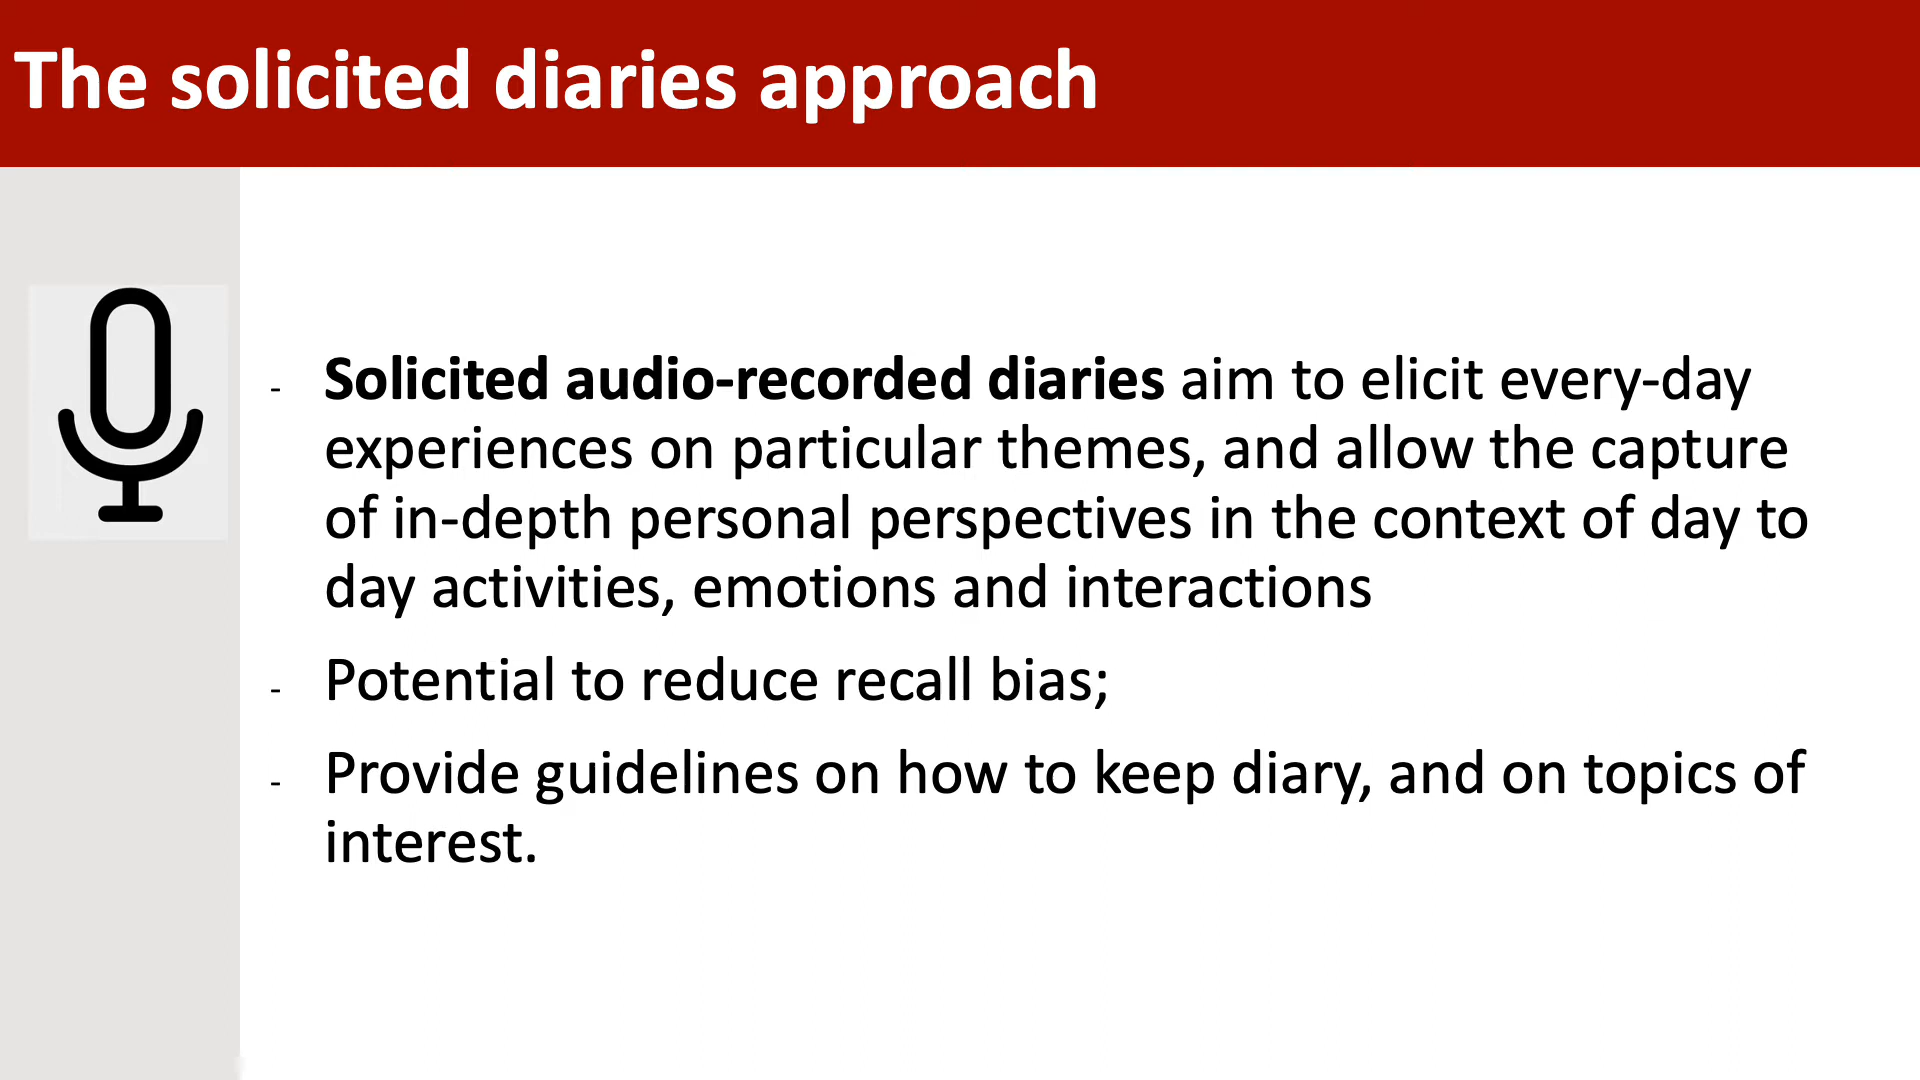 The solicited diaries approach
- Solicited audio-recorded diaries aim to elicit every-day
experiences on particular themes, and allow the capture
of in-depth personal perspectives in the context of day to
day activities, emotions and interactions
- Potential to reduce recall bias;
- Provide guidelines on how to keep diary, and on topics of
interest.